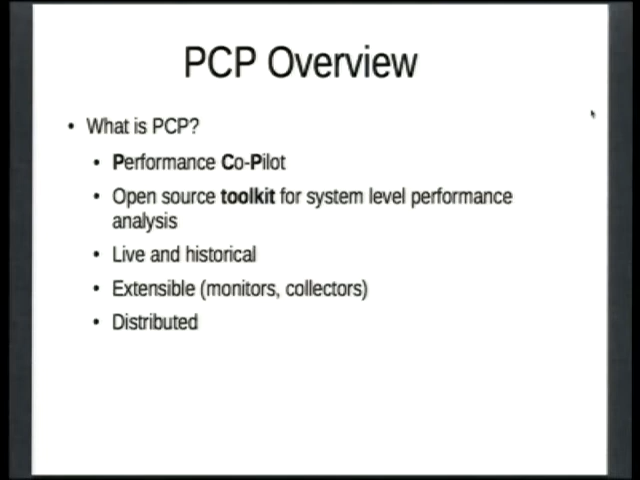 PCP Overview
• What is PCP?
• Performance Co-Pilot
• Open source toolkit for system level performance
analysis
• Live and historical
• Extensible (monitors, collectors)
• Distributed